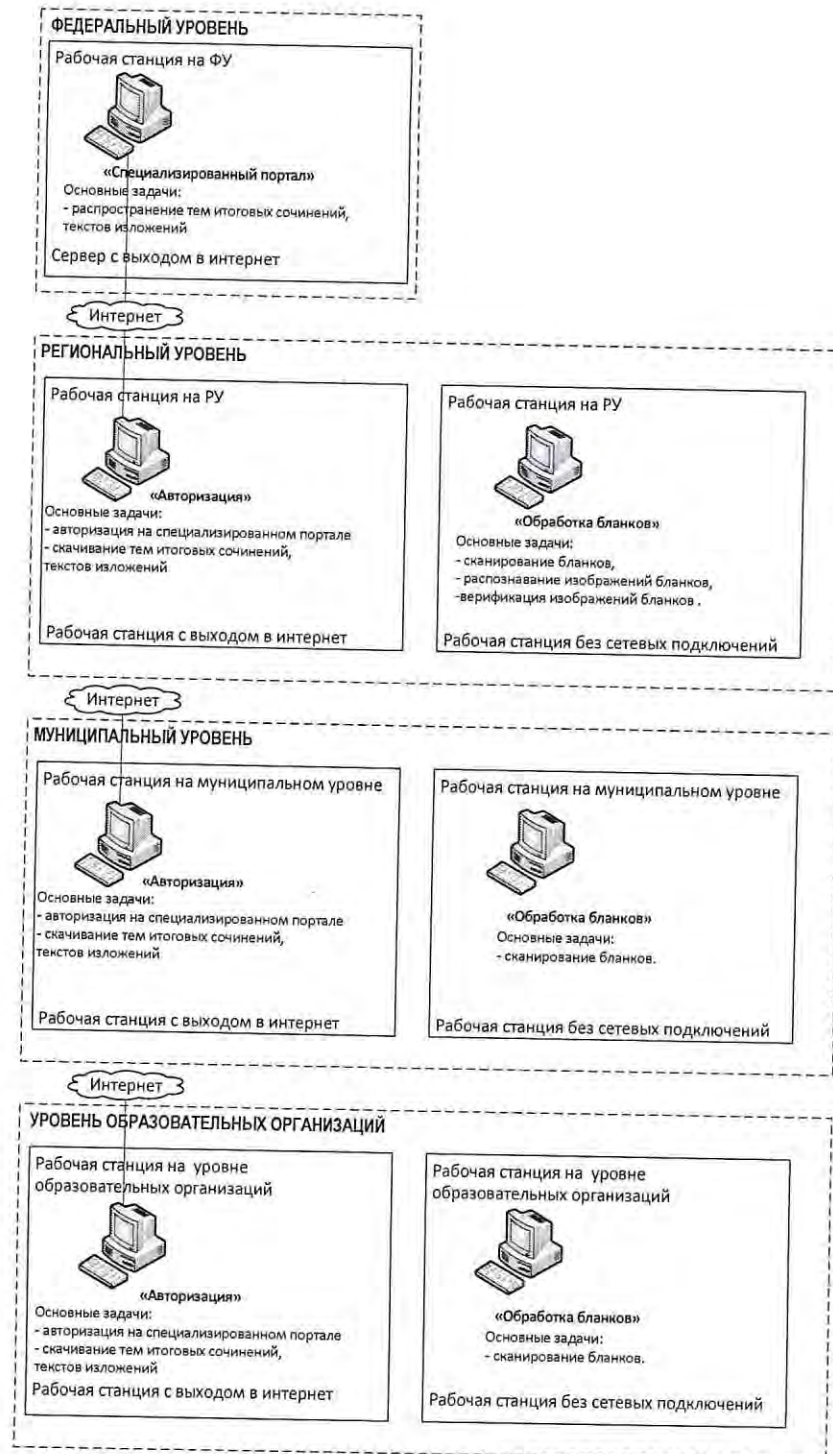 ФЕДЕРАЛЬНЫЙ УРОВЕНЬ
Рабочая станция на ФУ
«Специализированный портал»
Основные задачи:
- распространение тем итоговых сочинений,
текстов изложений
Сервер с выходом в интернет
Интернет
РЕГИОНАЛЬНЫЙ УРОВЕНЬ
Рабочая станция на РУ
«Авторизация»
Основные задачи:
- авторизация на специализированном портале
- скачивание тем итоговых сочинений,
текстов изложений
Рабочая станция с выходом в интернет
Рабочая станция на РУ
«Обработка бланков»
Основные задачи:
- сканирование бланков,
- распознавание изображений бланков,
-верификация изображений бланков .
Рабочая станция без сетевых подключений
Интернет
МУНИЦИПАЛЬНЫЙ УРОВЕНЬ
Рабочая станция на муниципальном уровне
«Авторизация»
Основные задачи:
- авторизация на специализированном портале
- скачивание тем итоговых сочинений,
текстов изложений
Рабочая станция с выходом в интернет
Рабочая станция на муниципальном уровне
«Обработка бланков»
Основные задачи:
- сканирование бланков.
Рабочая станция без сетевых подключений
Интернет
УРОВЕНЬ ОБРАЗОВАТЕЛЬНЫХ ОРГАНИЗАЦИЙ
Рабочая станция на уровне
образовательных организаций
«Авторизация»
Основные задачи:
- авторизация на специализированном портале
- скачивание тем итоговых сочинений,
текстов изложений
Рабочая станция с выходом в интернет
Рабочая станция на уровне
образовательных организаций
«Обработка бланков»
Основные задачи:
- сканирование бланков.
Рабочая станция без сетевых подключений